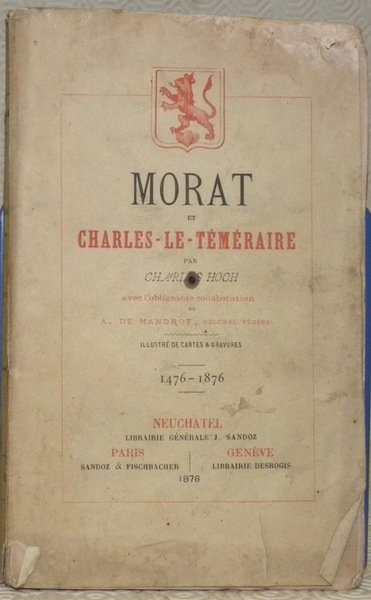 MORAT
ET
CHARLES-LE-TÉMÉRAIRE
PAR
CHARLES HOCH
avec l'obligeante collaboration
DE
A. DE MANDROT, COLONEL FÉDÉRAL
ILLUSTRÉ DE CARTES & GRAVURES
1476-1876
NEUCHATEL
LIBRAIRIE GÉNÉRALE J. SANDOZ
PARIS
SANDOZ & FISCHBACHER
GENÈVE
LIBRAIRIE DESROGIS
1876